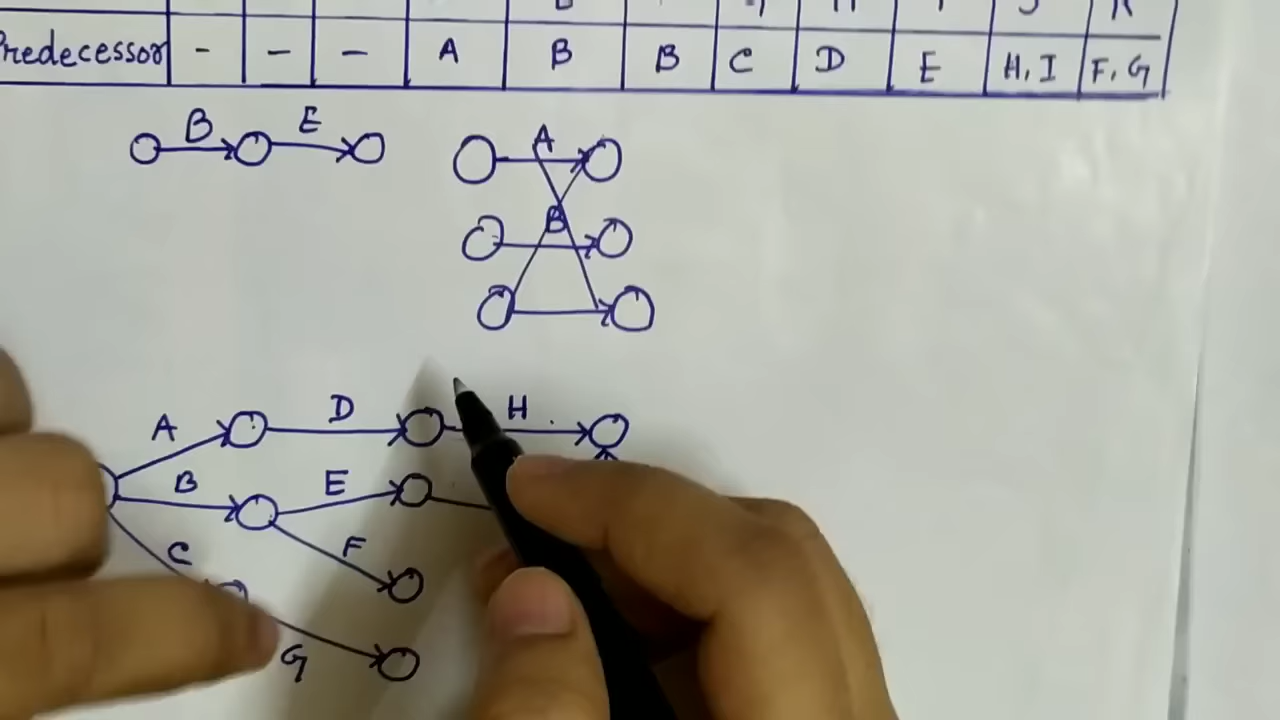 Predecessor - - - A B B C D E H, I F, G
B E
A
B
A D H
B E
F
C
G